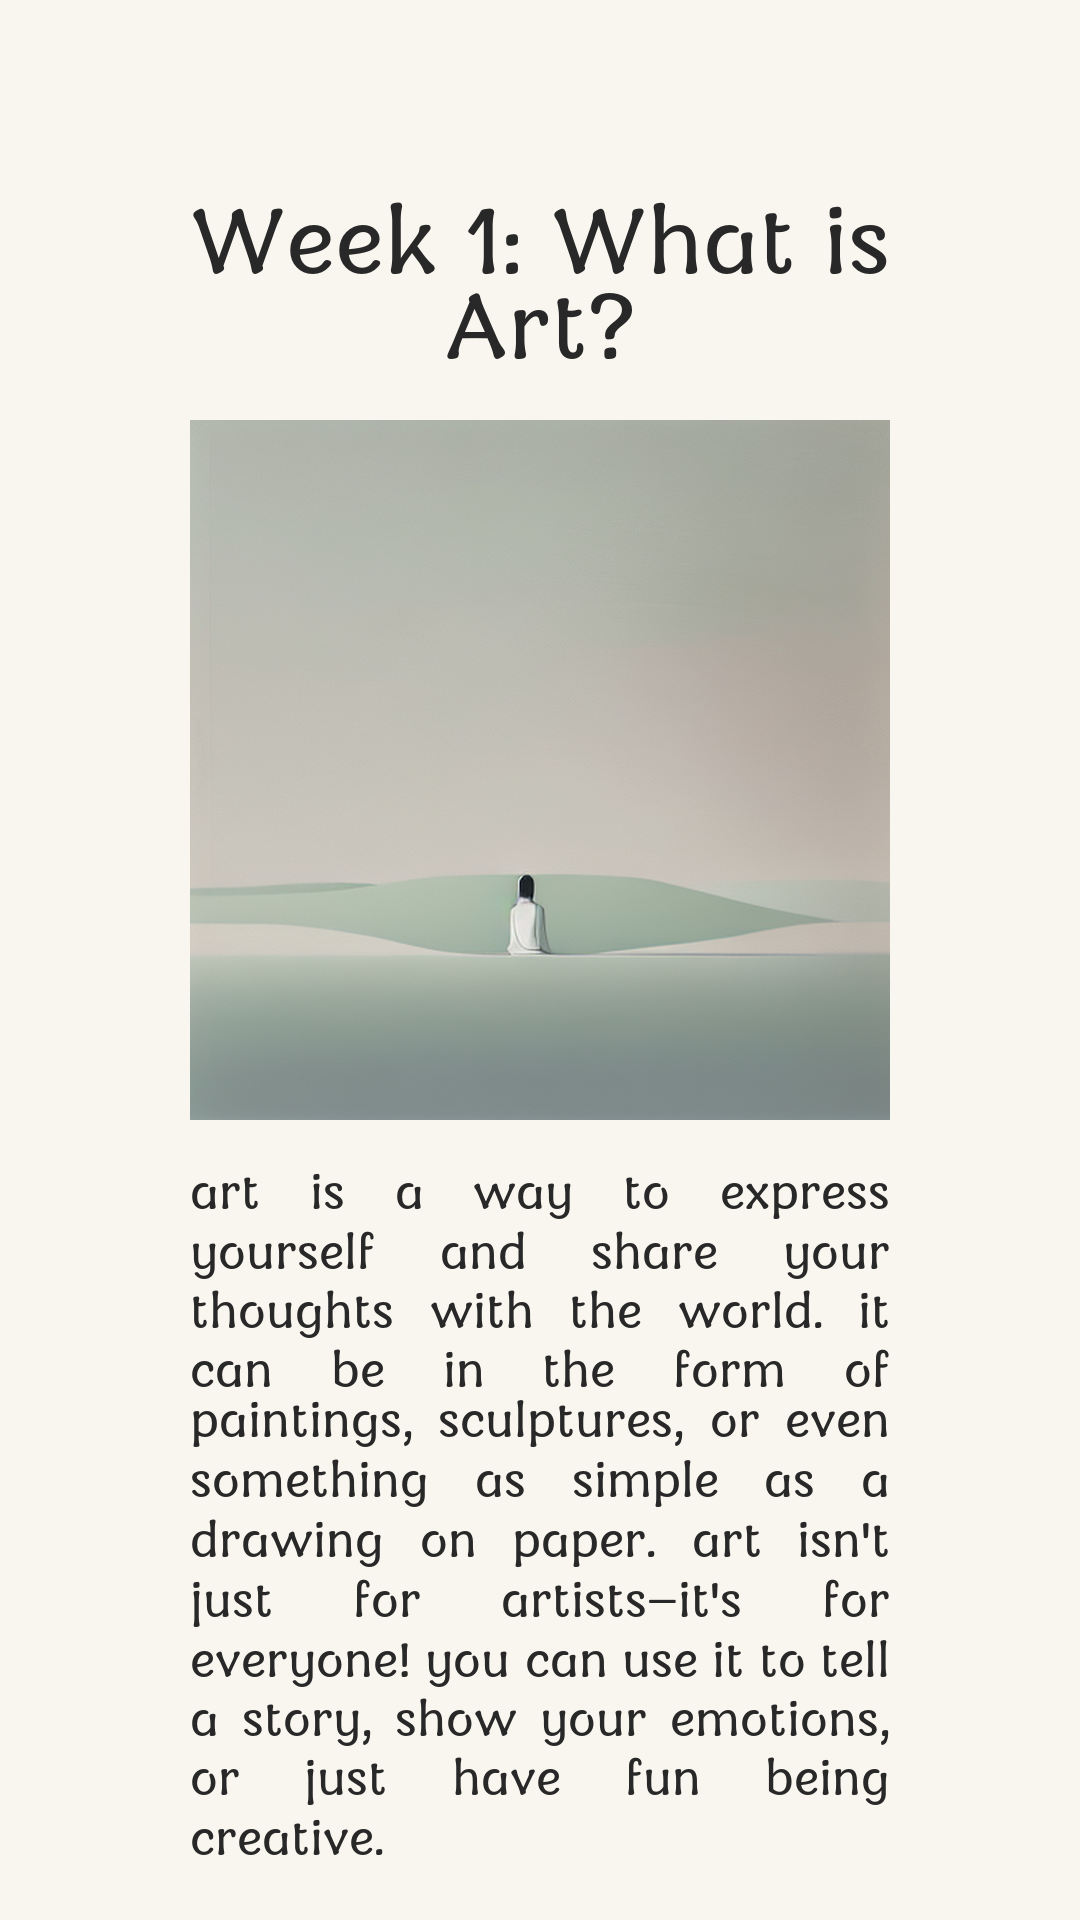 Week 1: What is
Art?
art is a way to express
yourself and share your
thoughts with the world. it
can be in the form of
paintings, sculptures, or even
something as simple as a
drawing on paper. art isn't
just for artists—it's for
everyone! you can use it to tell
a story, show your emotions,
or just have fun being
creative.